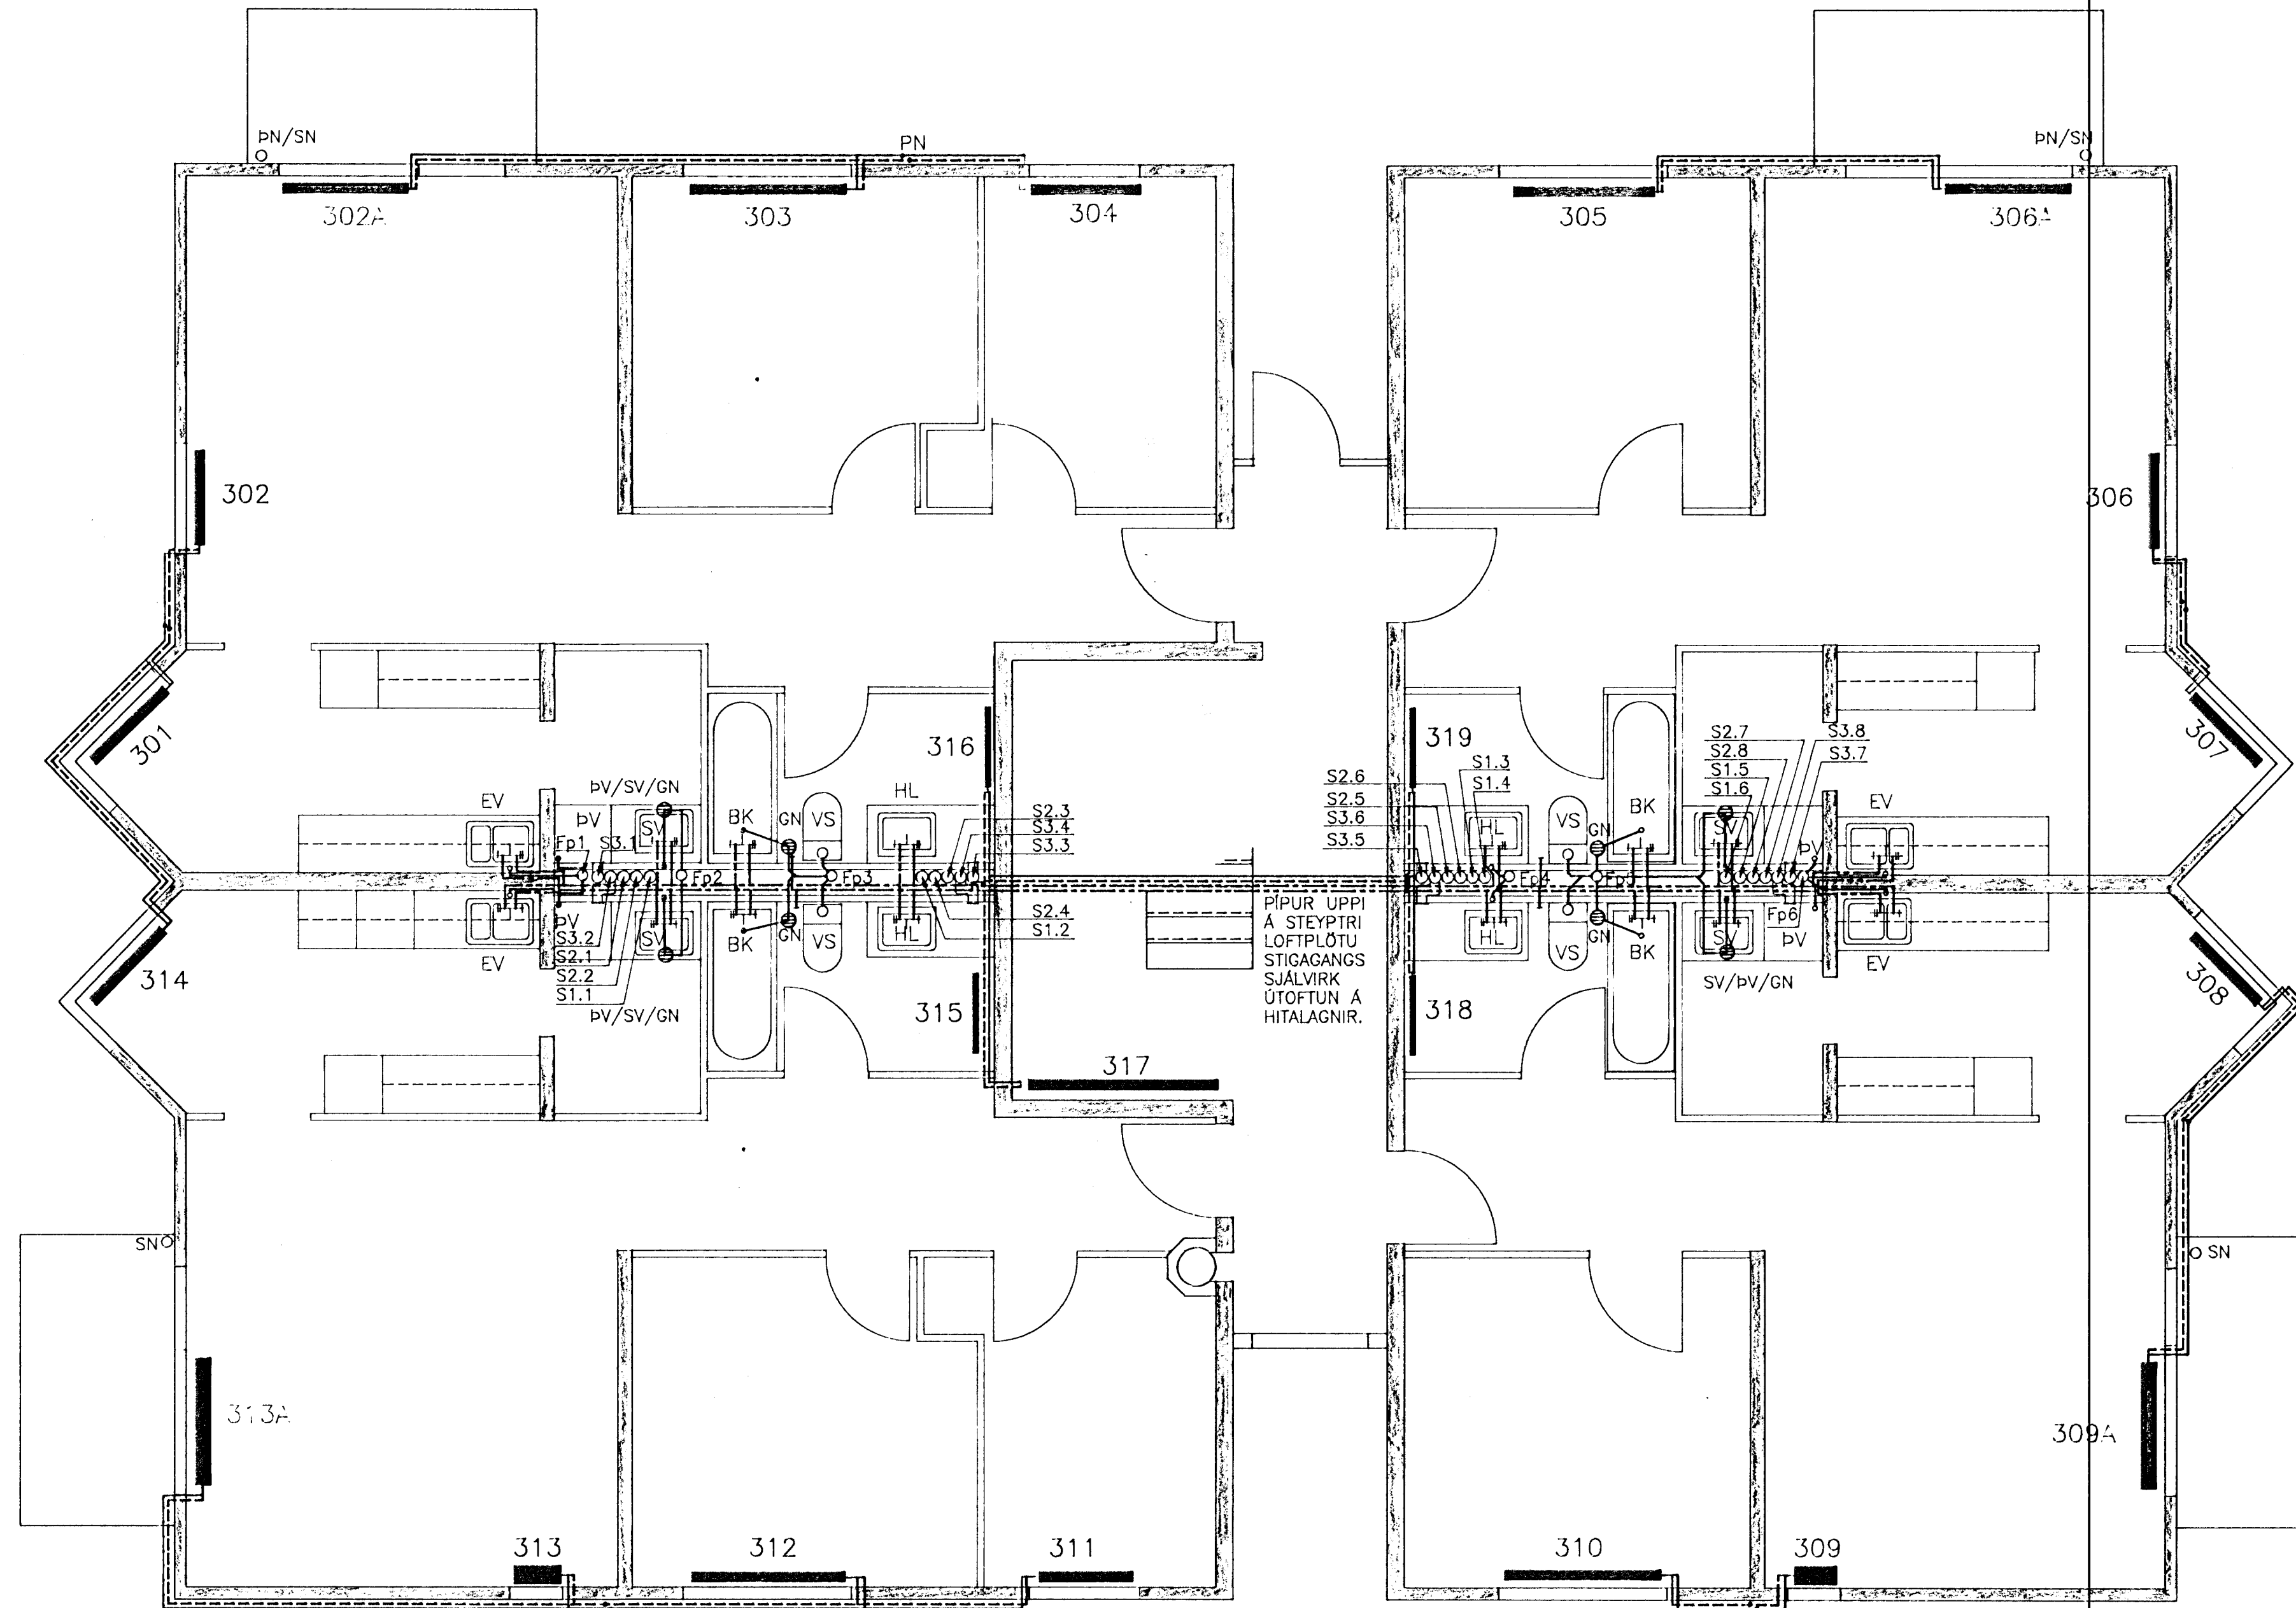 ÞN/SN
PN
ÞN/SN
302A
303
304
305
306A
302
306
301
307
316
319
S2.7
S2.8
S1.5
S1.6
S3.8
S3.7
S1.3
S1.4
S2.6
S2.5
S3.6
S3.5
EV
ÞV/SV/GN
ÞV
SV
BK
GN
VS
HL
S2.3
S3.4
S3.3
HL
VS
GN
BK
SV
ÞV
EV
Fp1
S3.1
Fp2
Fp3
Fp4
Fp6
S2.4
S1.2
ÞV
S3.2
S2.1
S2.2
S1.1
SV
BK
GN
VS
HL
EV
ÞV/SV/GN
PÍPUR UPPI
Á STEYPTRI
LOFTPLÖTU
STIGAGANGS
SJÁLVIRK
ÚTOFTUN Á
HITALAGNIR.
HL
VS
GN
BK
SV
ÞV
EV
SV/ÞV/GN
314
315
318
308
317
SN
SN
313A
309A
313
312
311
310
309